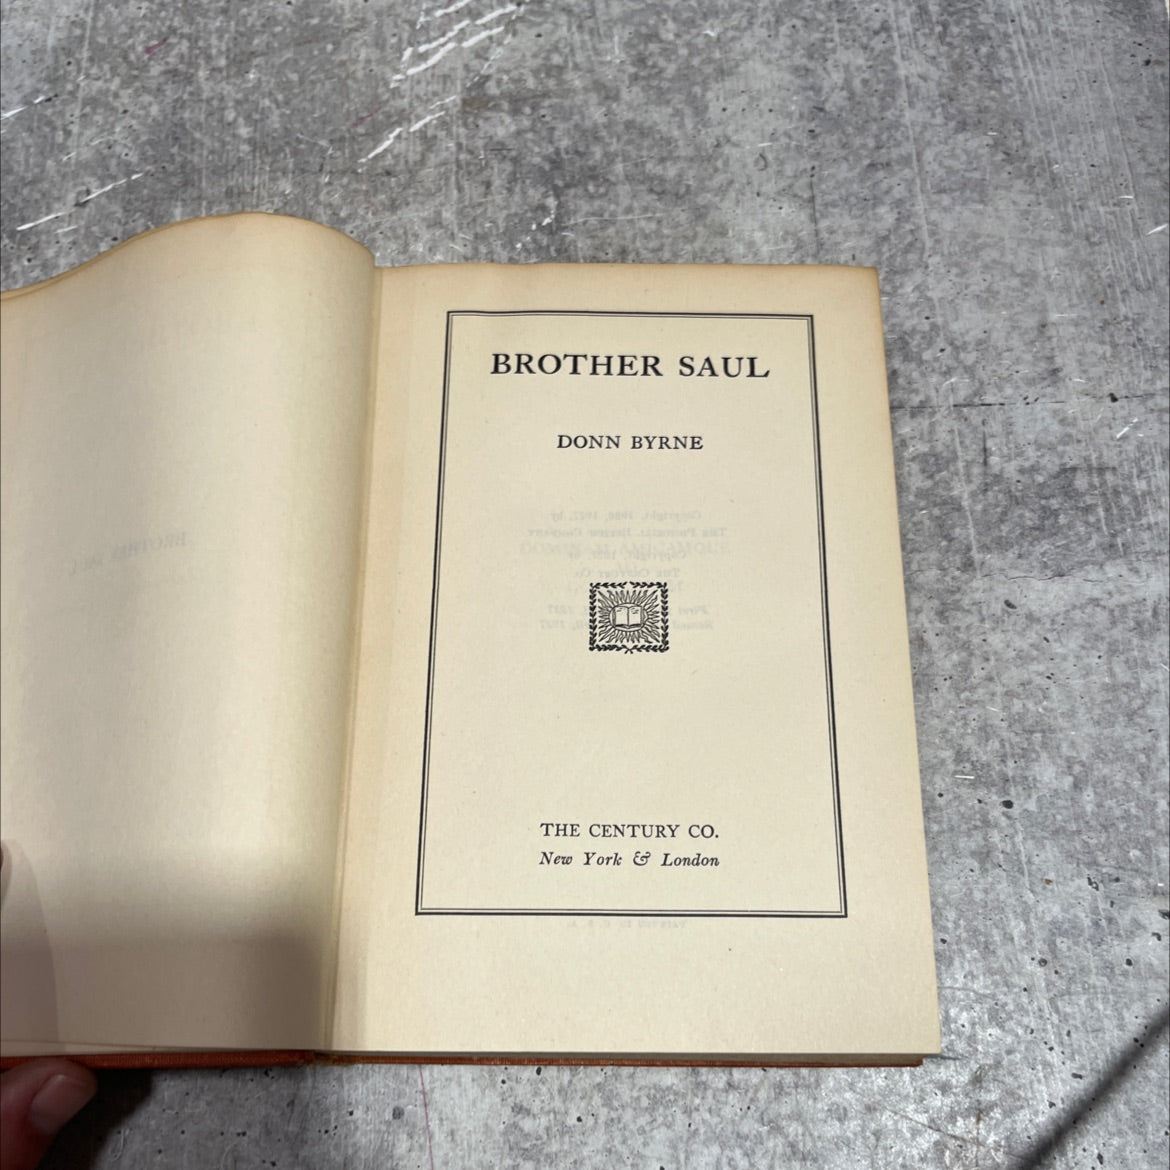 BROTHER SAUL
DONN BYRNE
THE CENTURY CO.
New York & London